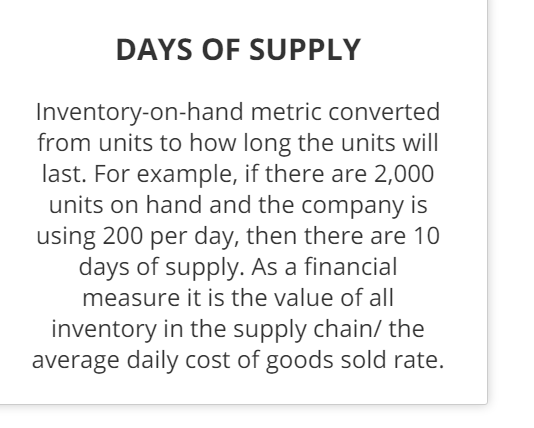 DAYS OF SUPPLY
Inventory-on-hand metric converted
from units to how long the units will
last. For example, if there are 2,000
units on hand and the company is
using 200 per day, then there are 10
days of supply. As a financial
measure it is the value of all
inventory in the supply chain/ the
average daily cost of goods sold rate.